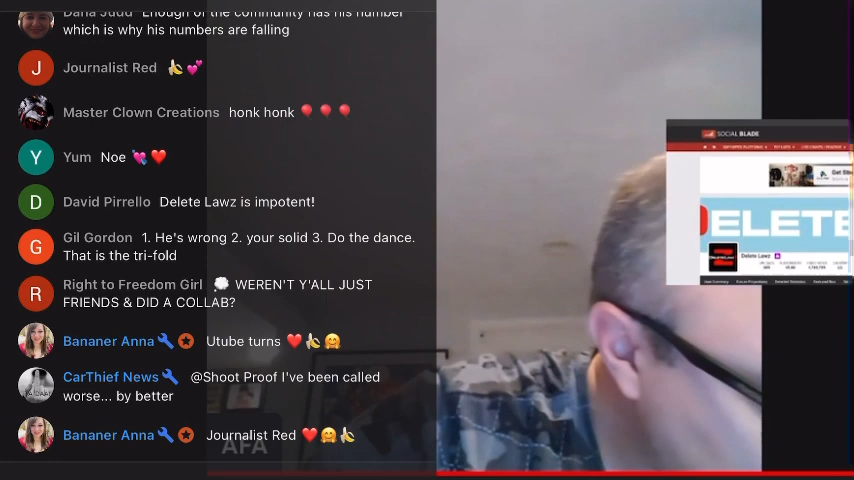 Dana Judd Enough of the community has his number
which is why his numbers are falling
J
Journalist Red 🍌💕
Master Clown Creations honk honk 🎈🎈🎈
Y
Yum Noe 💘❤️
D
David Pirrello Delete Lawz is impotent!
G
Gil Gordon 1. He's wrong 2. your solid 3. Do the dance.
That is the tri-fold
R
Right to Freedom Girl 💭 WEREN'T Y'ALL JUST
FRIENDS & DID A COLLAB?
Bananer Anna Utube turns ❤️🍌🤗
CarThief News @Shoot Proof I've been called
worse... by better
Bananer Anna Journalist Red ❤️🤗🍌
AFA
SOCIAL BLADE
DELETE
Delete Lawz